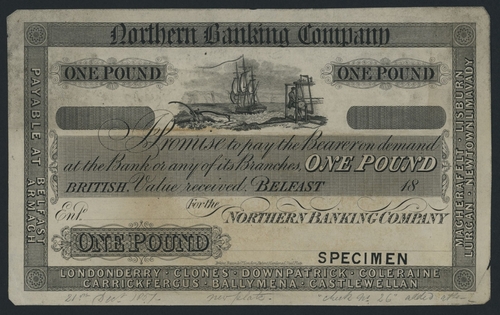 Northern Banking Company
ONE POUND
ONE POUND
I Promise to pay the Bearer on demand
at the Bank or any of its Branches, ONE POUND
BRITISH. Value received. BELFAST 18
For the
NORTHERN BANKING COMPANY
Entd.
ONE POUND
SPECIMEN
PAYABLE AT BELFAST
ARMAGH
MAGHERAFELT LISBURN
LURGAN NEWTOWNLIMAVADY
LONDONDERRY - CLONES - DOWNPATRICK - COLERAINE
CARRICKFERGUS - BALLYMENA - CASTLEWELLAN